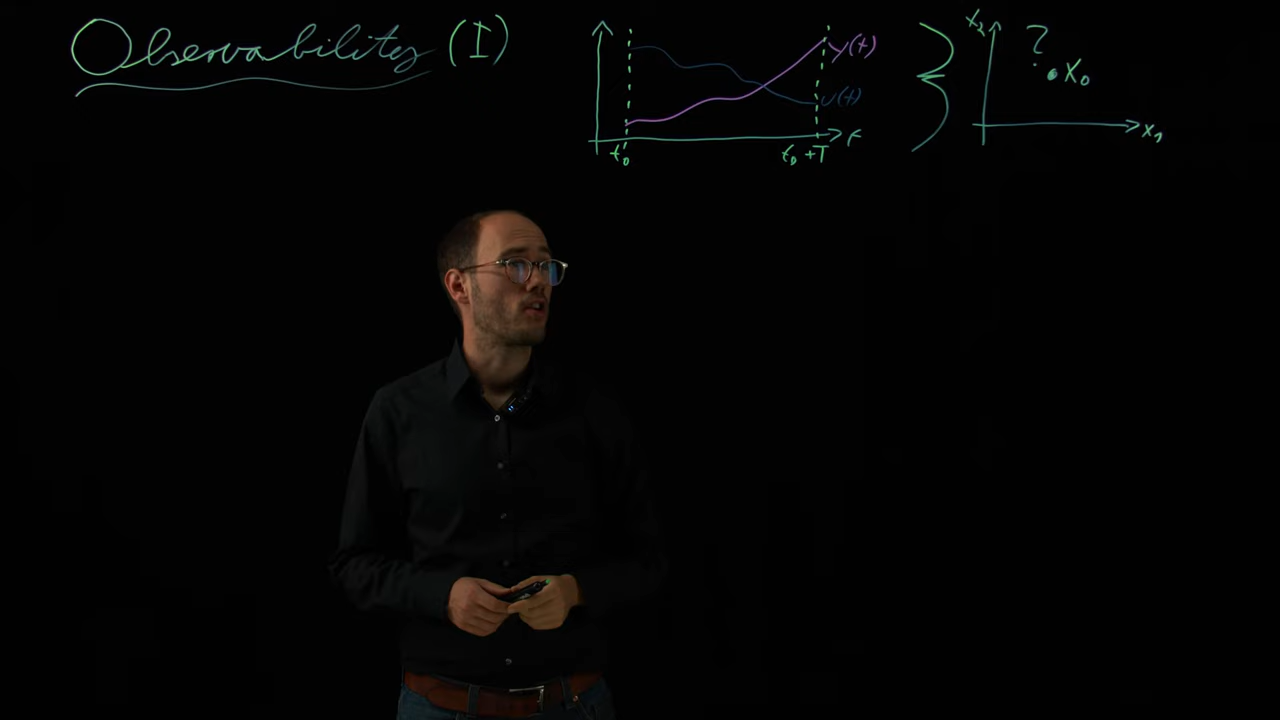 Observability (I)
y(t)
u(t)
t
t₀
t₀+T
x₂
?
x₀
x₁